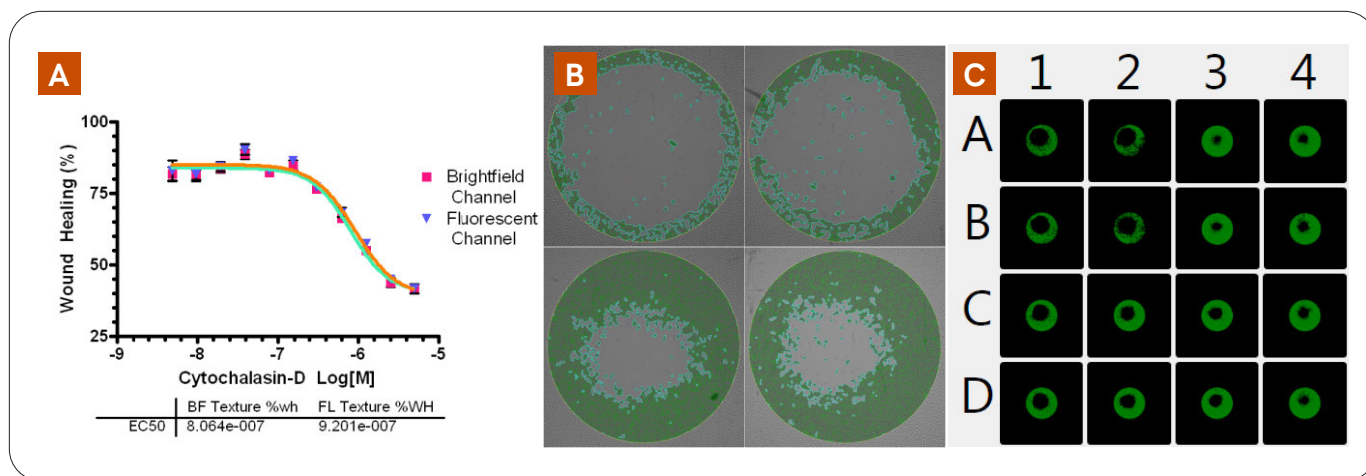 A
Wound Healing (%)
100
75
50
25
-9 -8 -7 -6 -5
Cytochalasin-D Log[M]
Brightfield
Channel
Fluorescent
Channel
BF Texture %wh FL Texture %WH
EC50 8.064e-007 9.201e-007
B
C
1 2 3 4
A
B
C
D